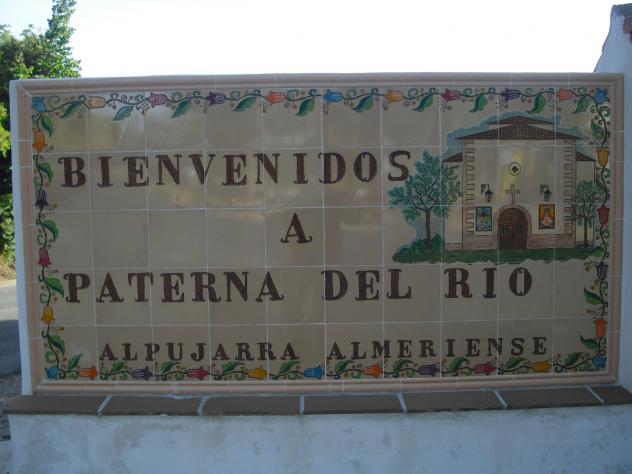 BIENVENIDOS
A
PATERNA DEL RIO
ALPUJARRA ALMERIENSE